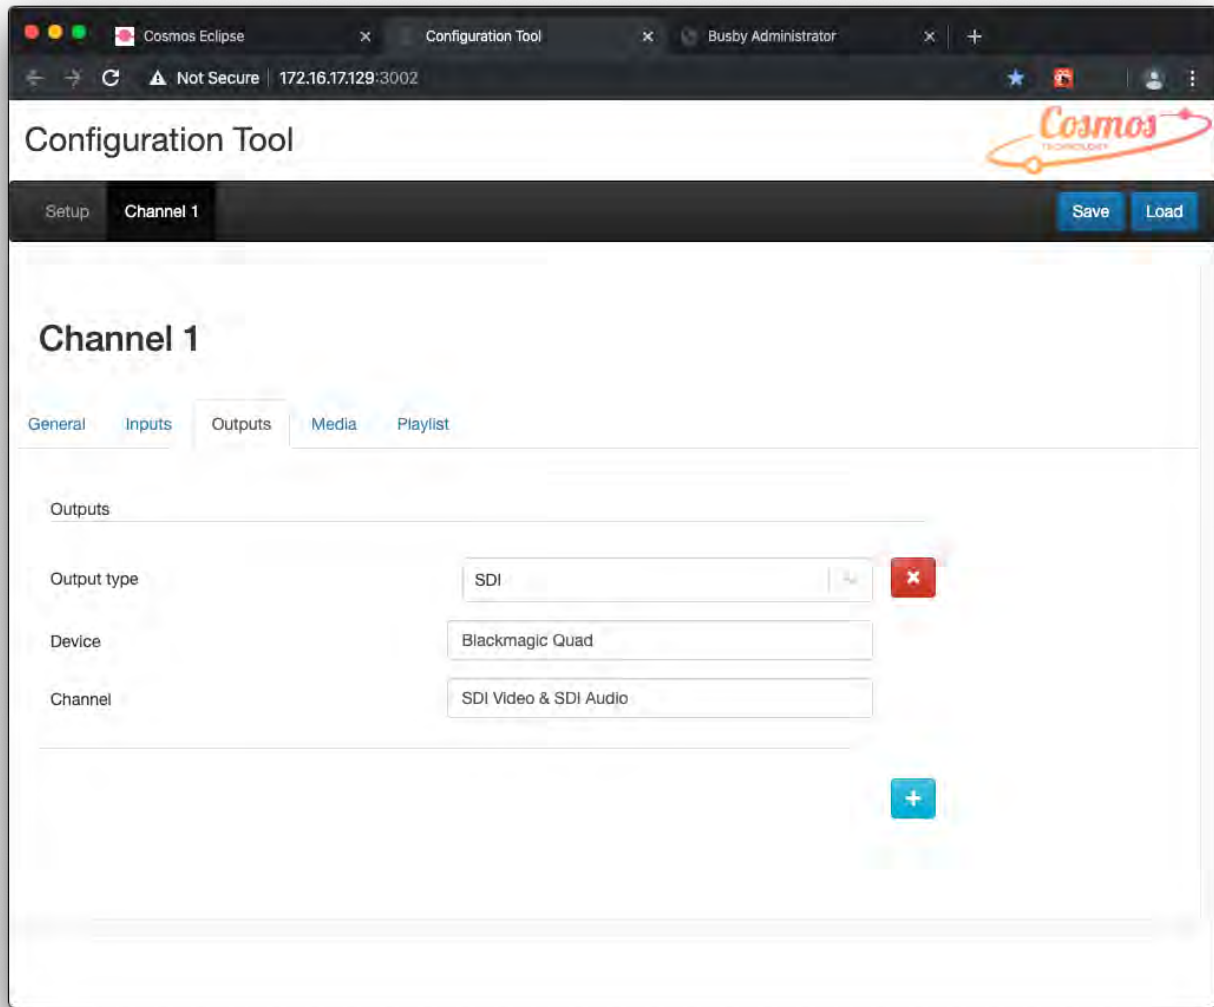 Cosmos Eclipse
Configuration Tool
Busby Administrator
Not Secure 172.16.17.129:3002
Configuration Tool
Cosmos
TECHNOLOGY
Setup
Channel 1
Save
Load
Channel 1
General
Inputs
Outputs
Media
Playlist
Outputs
Output type
SDI
Device
Blackmagic Quad
Channel
SDI Video & SDI Audio